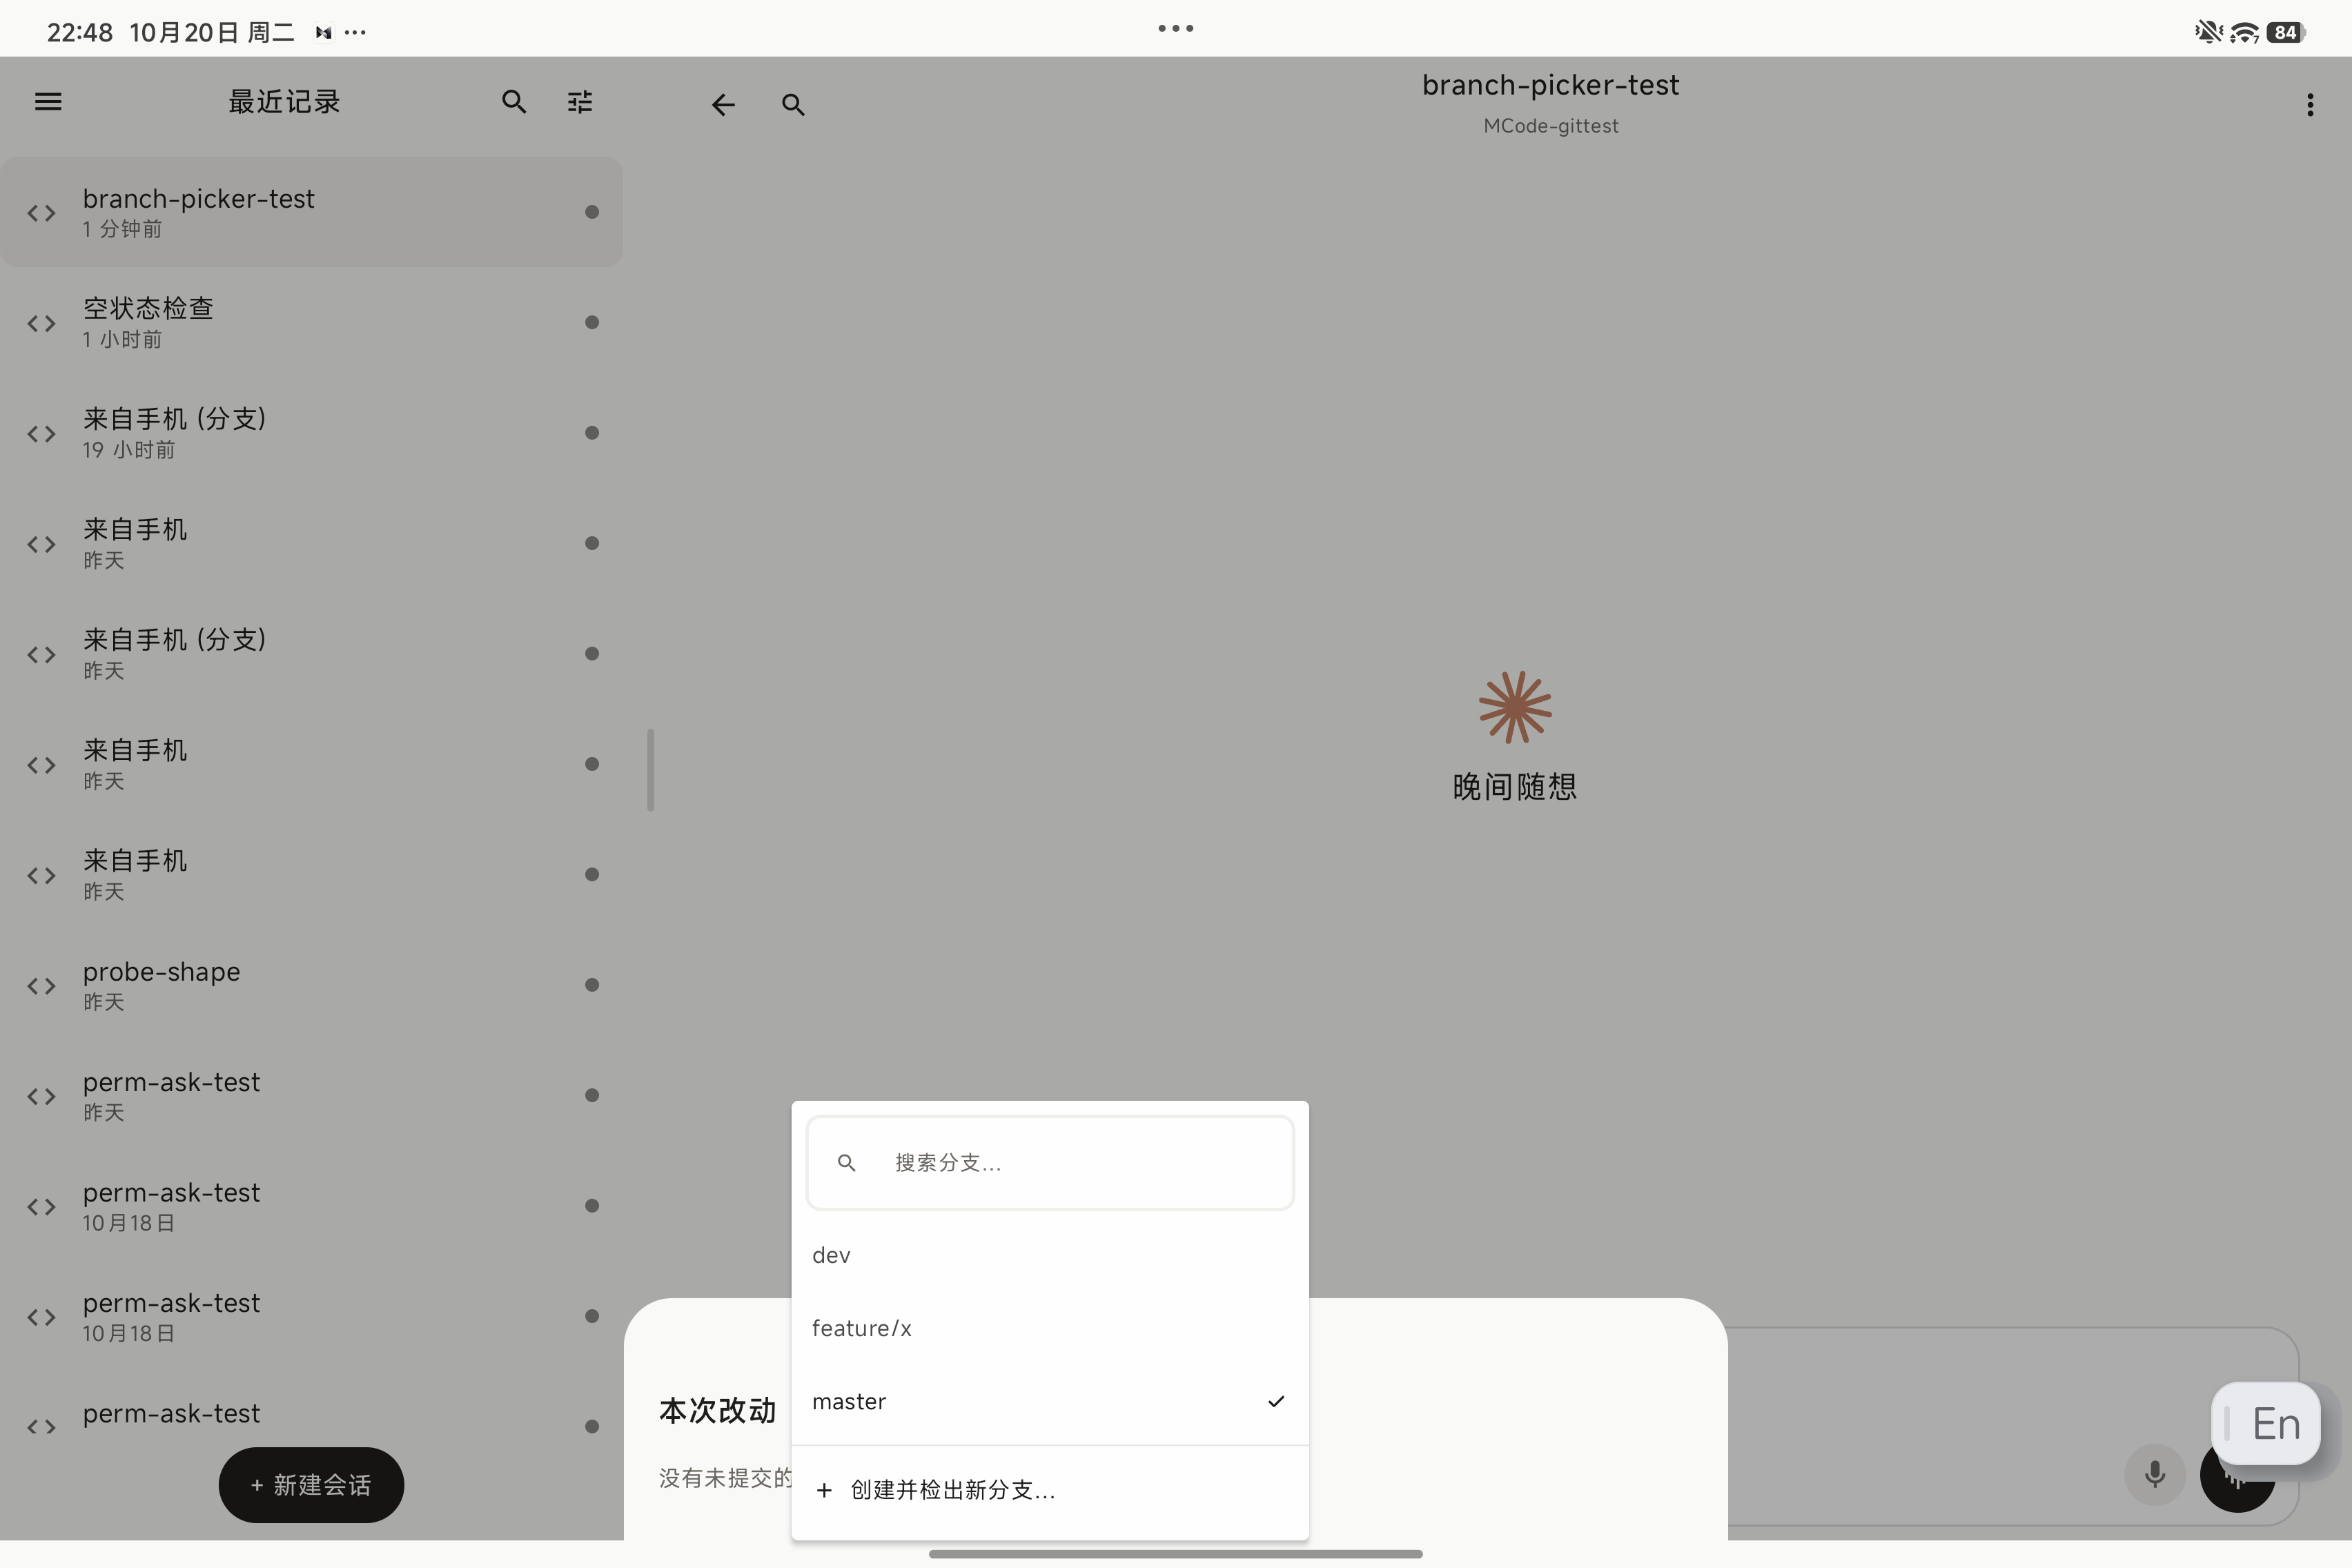 22:48 10月20日 周二
84
最近记录
branch-picker-test
1 分钟前
空状态检查
1 小时前
来自手机 (分支)
19 小时前
来自手机
昨天
来自手机 (分支)
昨天
来自手机
昨天
来自手机
昨天
probe-shape
昨天
perm-ask-test
昨天
perm-ask-test
10月18日
perm-ask-test
10月18日
perm-ask-test
+ 新建会话
branch-picker-test
MCode-gittest
晚间随想
搜索分支...
dev
feature/x
master
+ 创建并检出新分支...
本次改动
没有未提交的
En